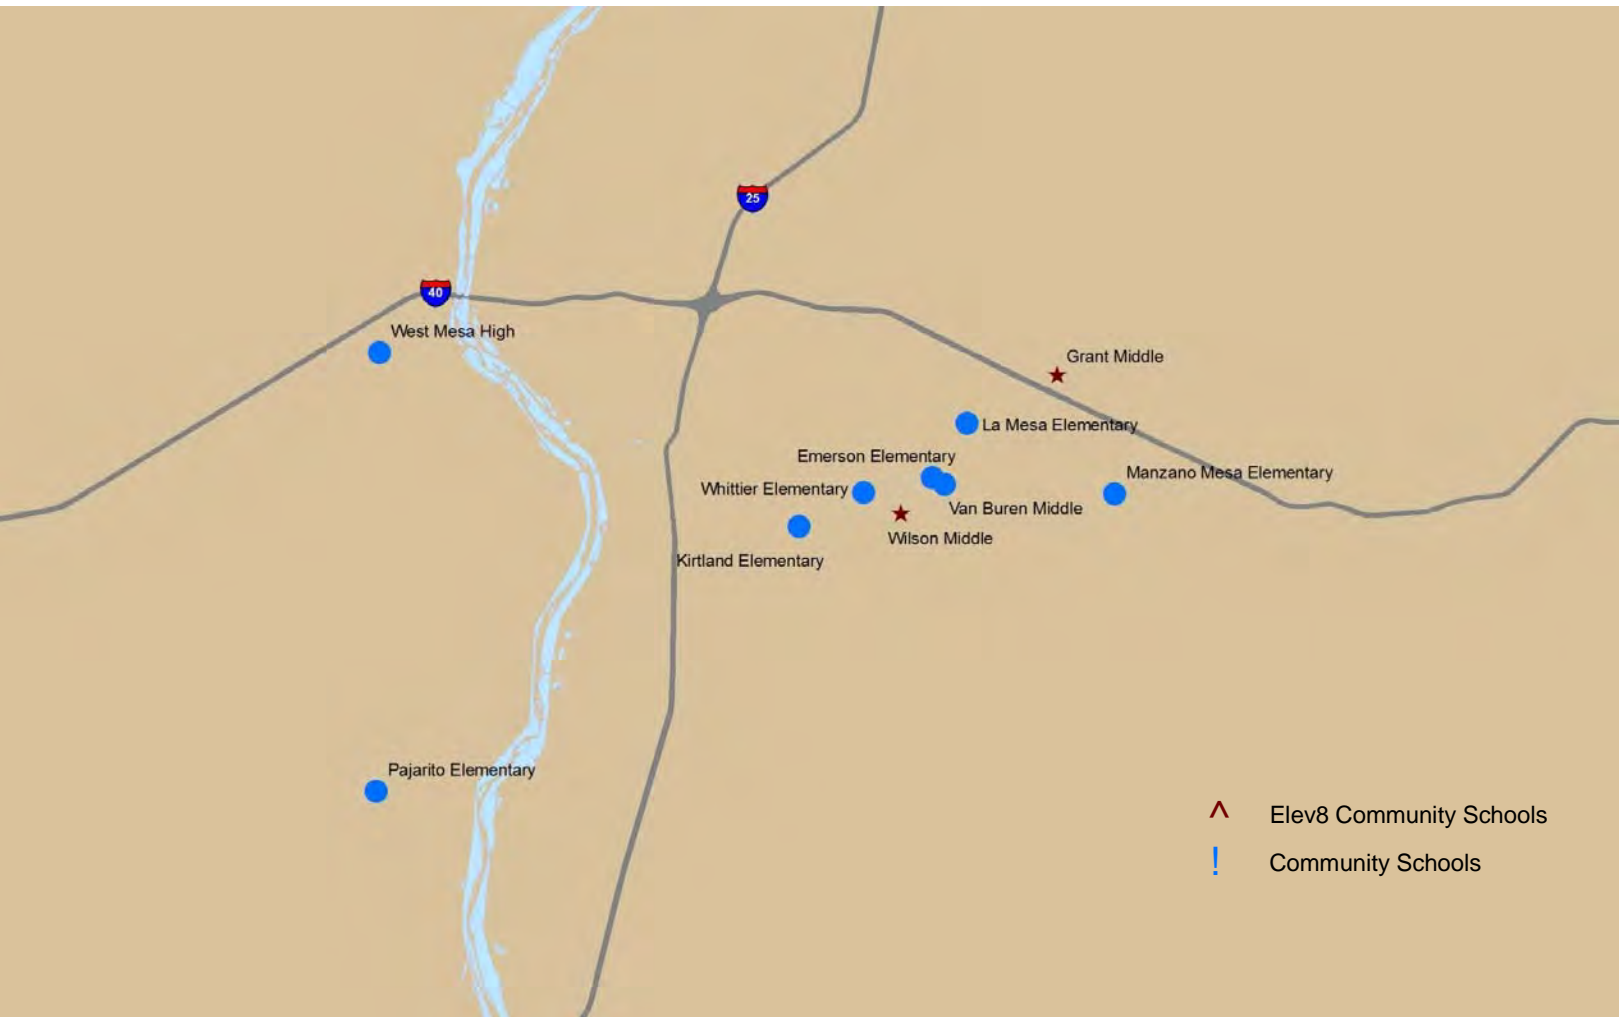 25
40
West Mesa High
Grant Middle
La Mesa Elementary
Emerson Elementary
Manzano Mesa Elementary
Whittier Elementary
Van Buren Middle
Wilson Middle
Kirtland Elementary
Pajarito Elementary
^ Elev8 Community Schools
! Community Schools